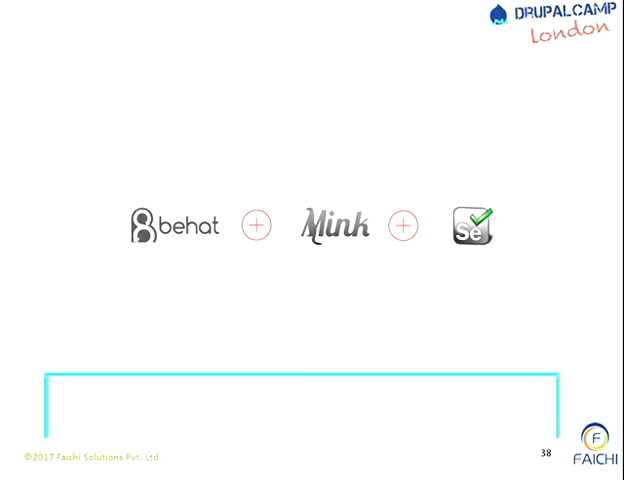 DRUPALCAMP
London
behat
Mink
Se
©2017 Faichi Solutions Pvt. Ltd.
38
F
FAICHI